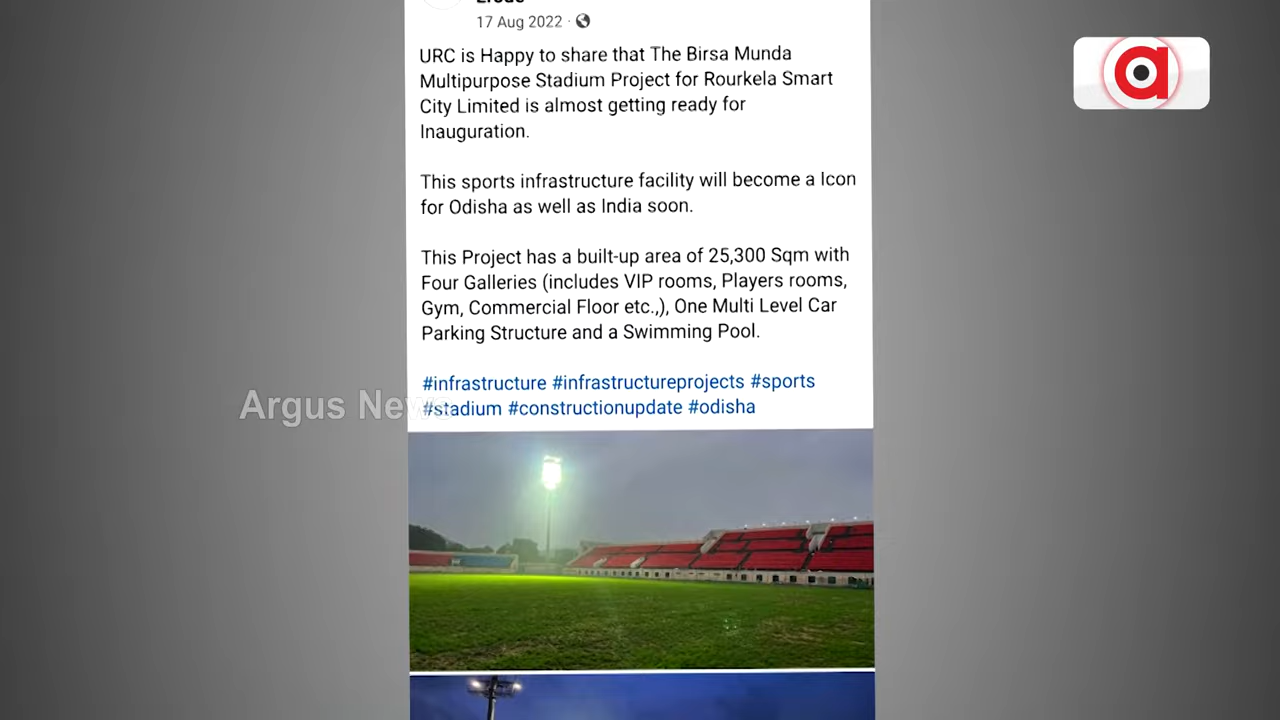 17 Aug 2022 ·
URC is Happy to share that The Birsa Munda
Multipurpose Stadium Project for Rourkela Smart
City Limited is almost getting ready for
Inauguration.
This sports infrastructure facility will become a Icon
for Odisha as well as India soon.
This Project has a built-up area of 25,300 Sqm with
Four Galleries (includes VIP rooms, Players rooms,
Gym, Commercial Floor etc.,), One Multi Level Car
Parking Structure and a Swimming Pool.
#infrastructure #infrastructureprojects #sports
#stadium #constructionupdate #odisha
Argus News
a